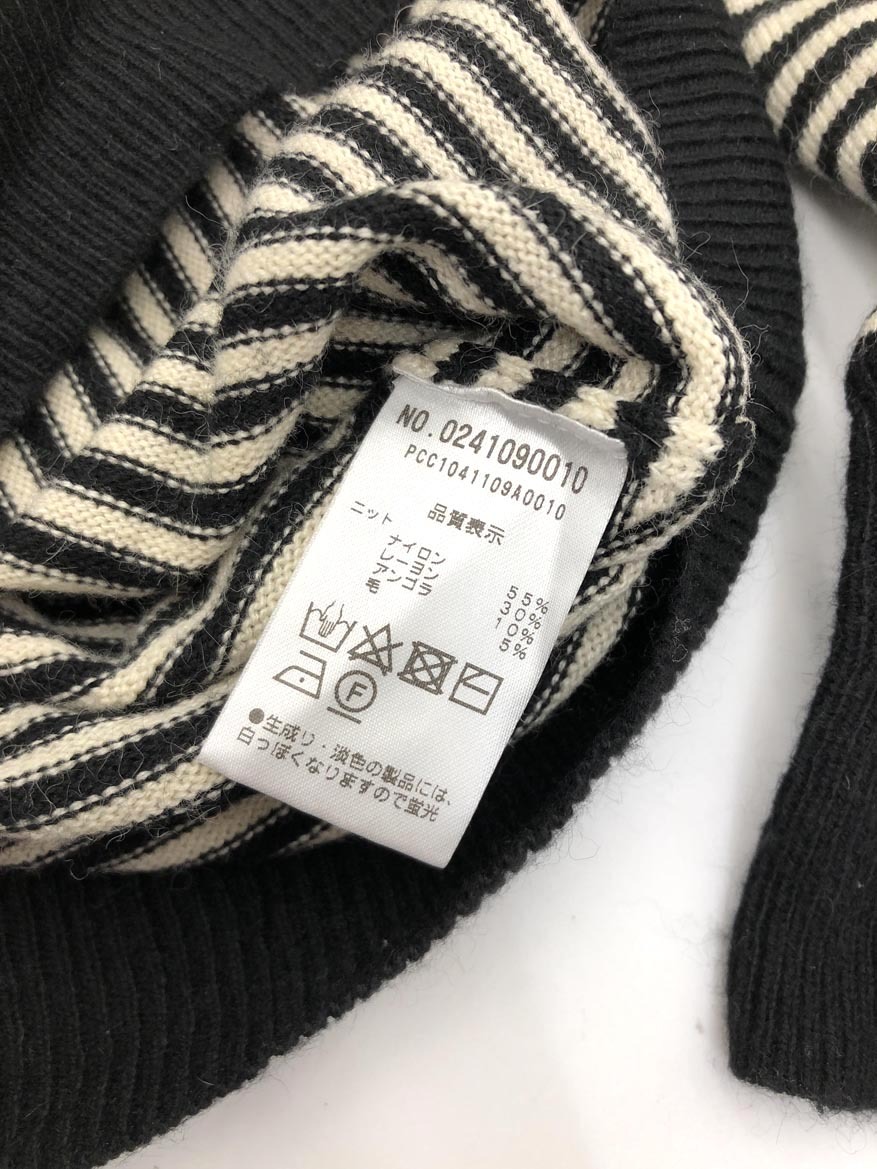 NO.0241090010
PCC1041109A0010
品質表示
ニット
ナイロン 55%
レーヨン 30%
アンゴラ 10%
毛 5%
F
●生成り・淡色の製品には、
白っぽくなりますので蛍光